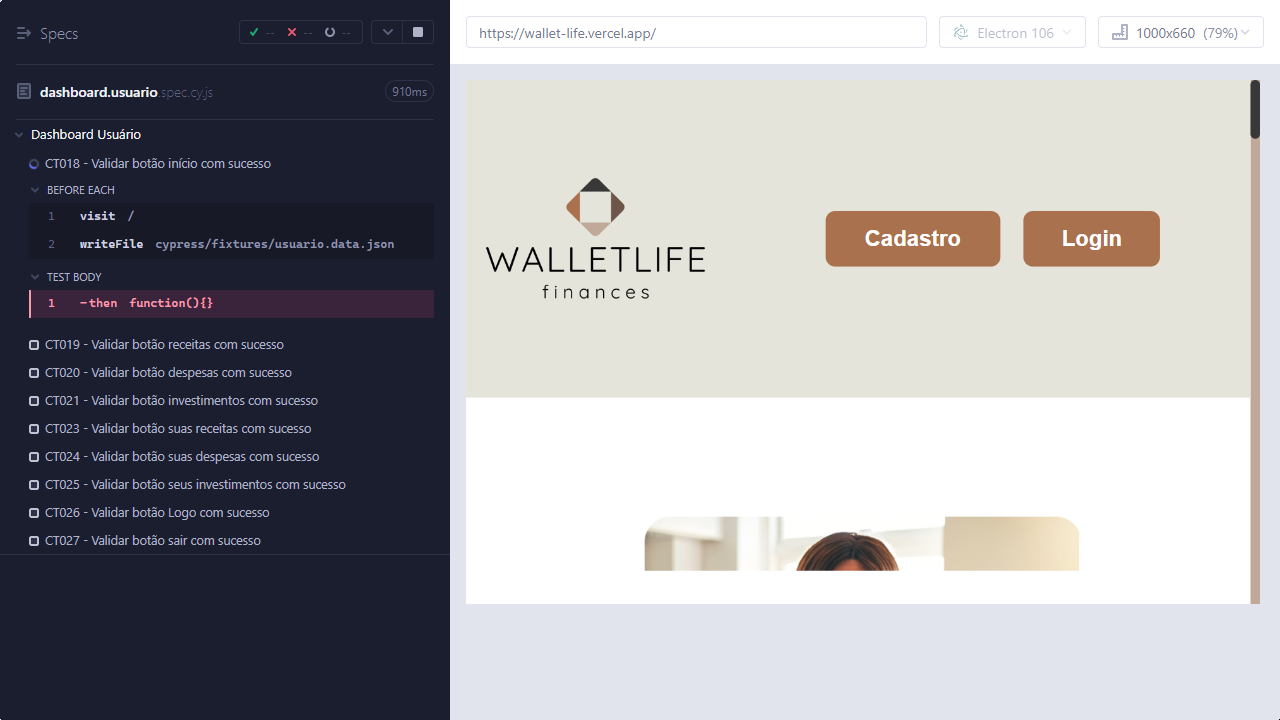 Specs
-- -- --
dashboard.usuario.spec.cy.js 910ms
Dashboard Usuário
CT018 - Validar botão início com sucesso
BEFORE EACH
1 visit /
2 writeFile cypress/fixtures/usuario.data.json
TEST BODY
1 -then function(){}
CT019 - Validar botão receitas com sucesso
CT020 - Validar botão despesas com sucesso
CT021 - Validar botão investimentos com sucesso
CT023 - Validar botão suas receitas com sucesso
CT024 - Validar botão suas despesas com sucesso
CT025 - Validar botão seus investimentos com sucesso
CT026 - Validar botão Logo com sucesso
CT027 - Validar botão sair com sucesso
https://wallet-life.vercel.app/
Electron 106
1000x660 (79%)
WALLETLIFE
finances
Cadastro
Login